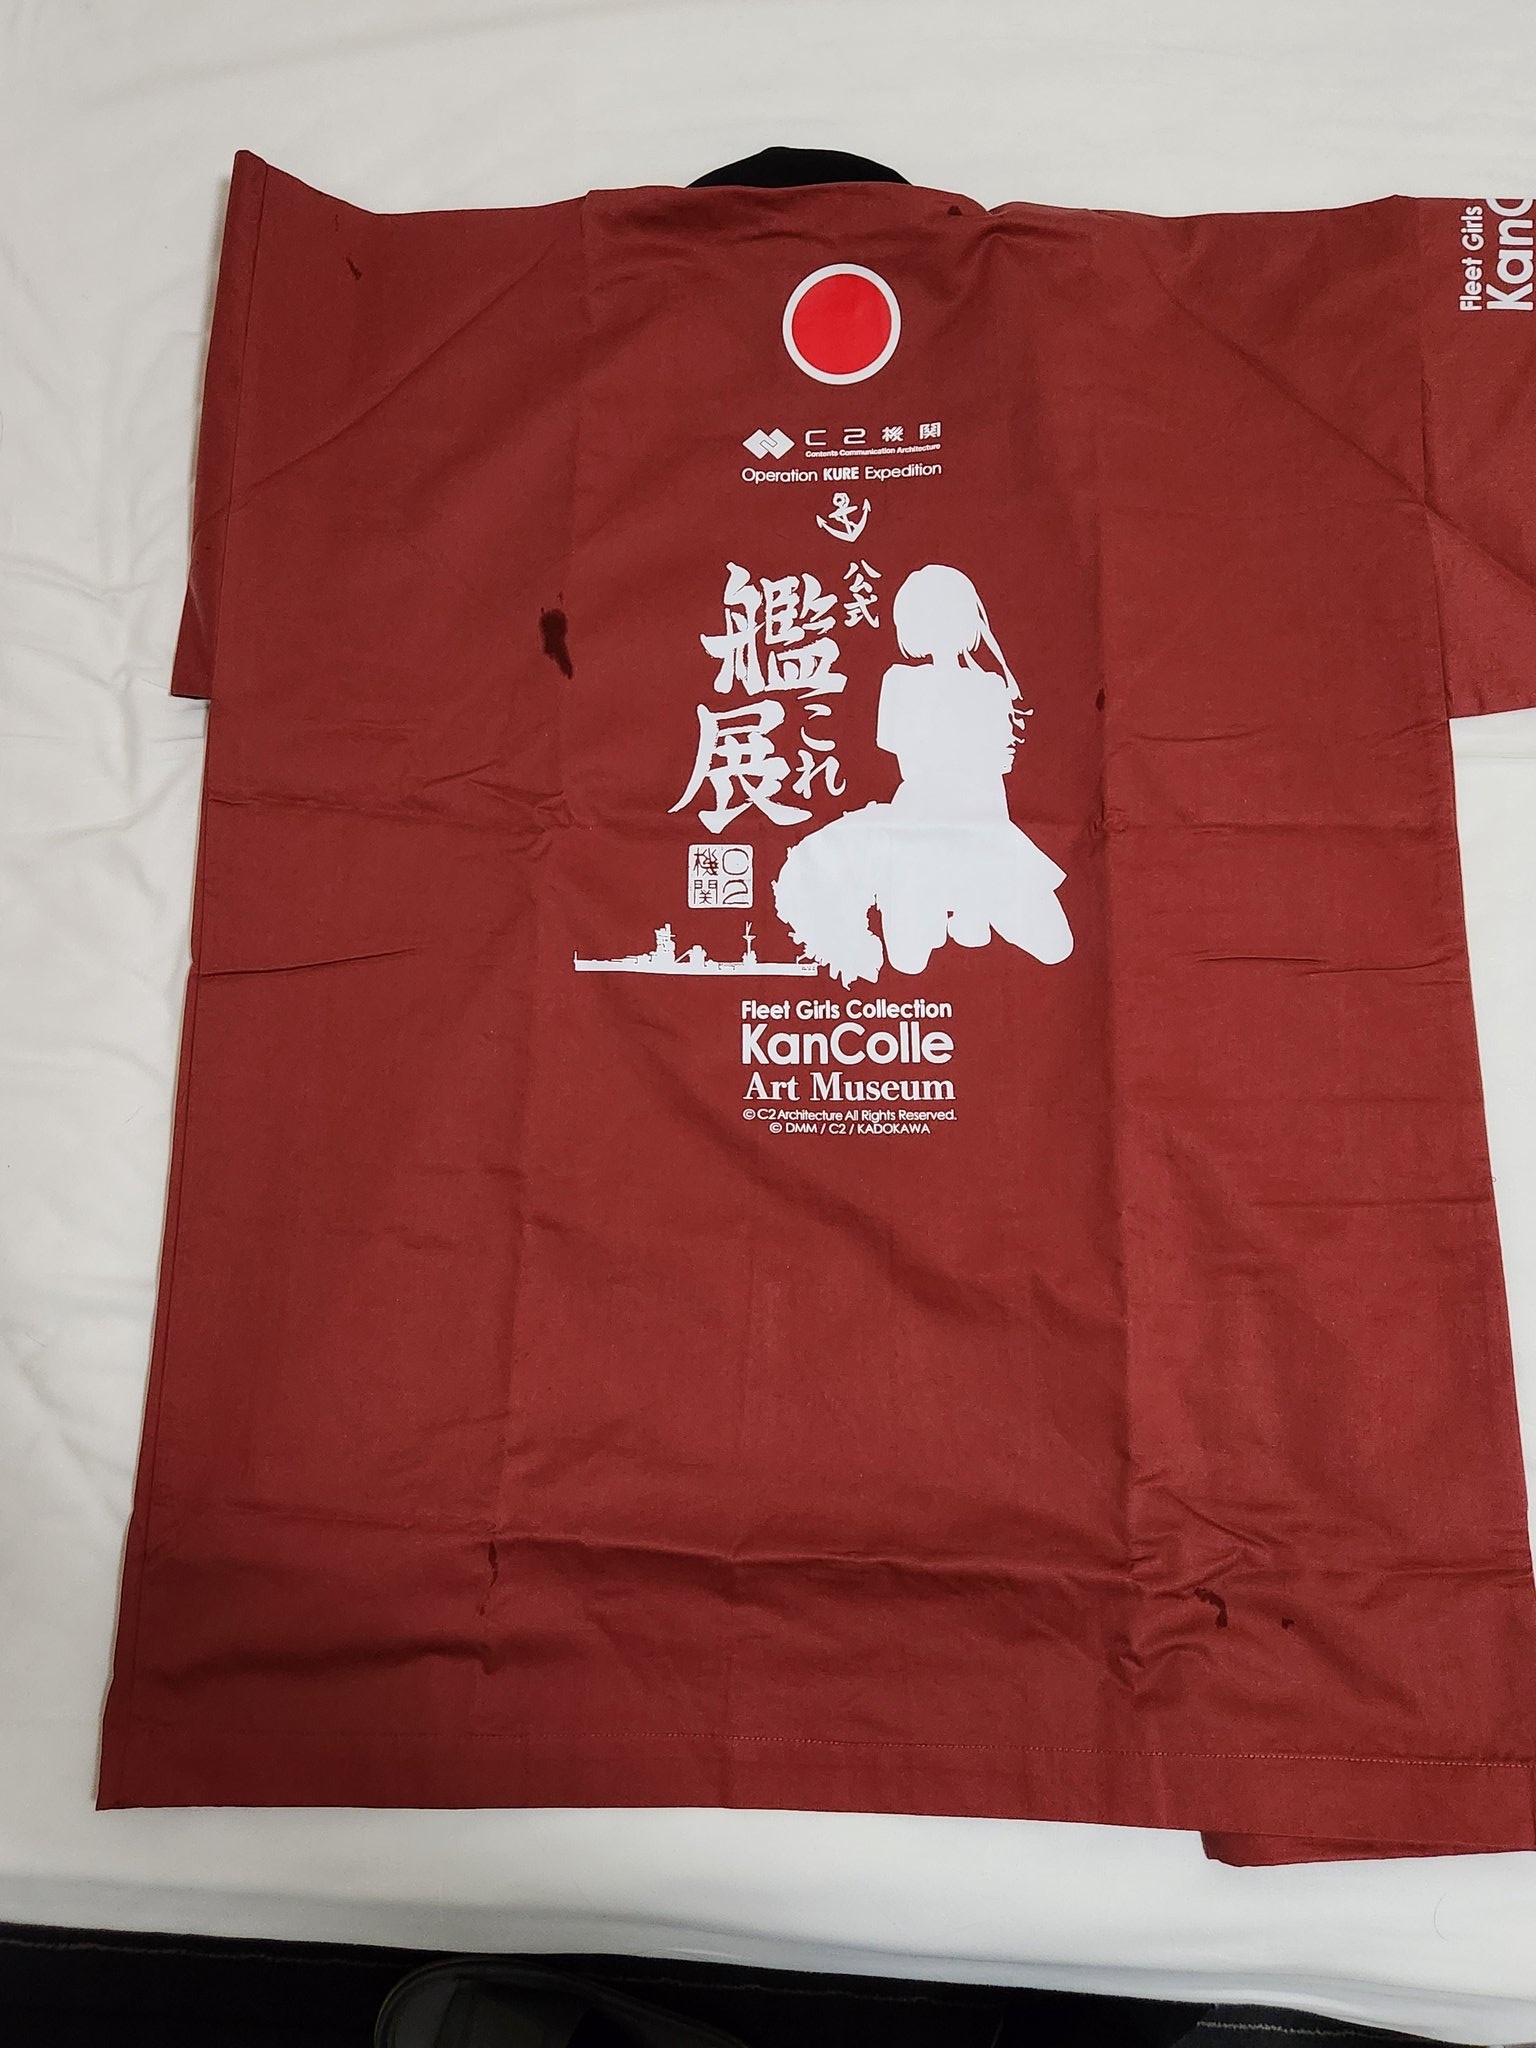 C2機関
Contents Communication Architecture
Operation KURE Expedition
公式
艦これ
展
C2
機関
Fleet Girls Collection
KanColle
Art Museum
© C2 Architecture All Rights Reserved.
© DMM / C2 / KADOKAWA
Fleet Girls
KanC